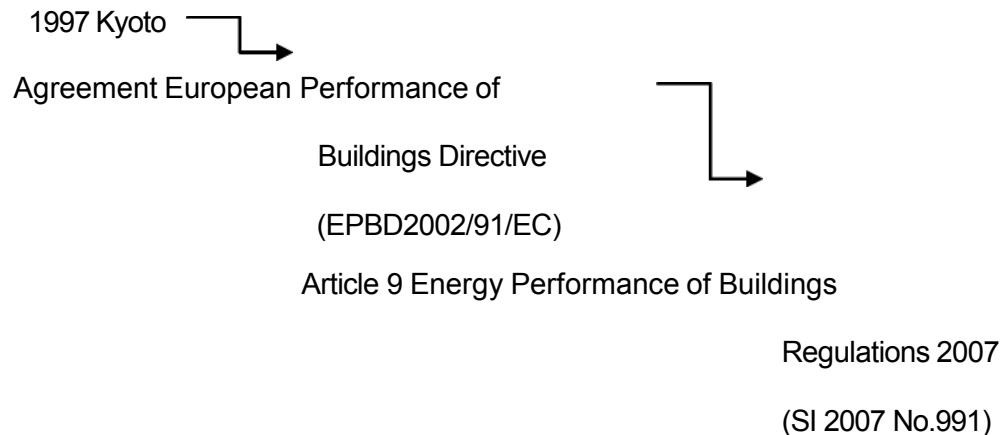 1997 Kyoto
Agreement European Performance of
Buildings Directive
(EPBD2002/91/EC)
Article 9 Energy Performance of Buildings
Regulations 2007
(SI 2007 No.991)